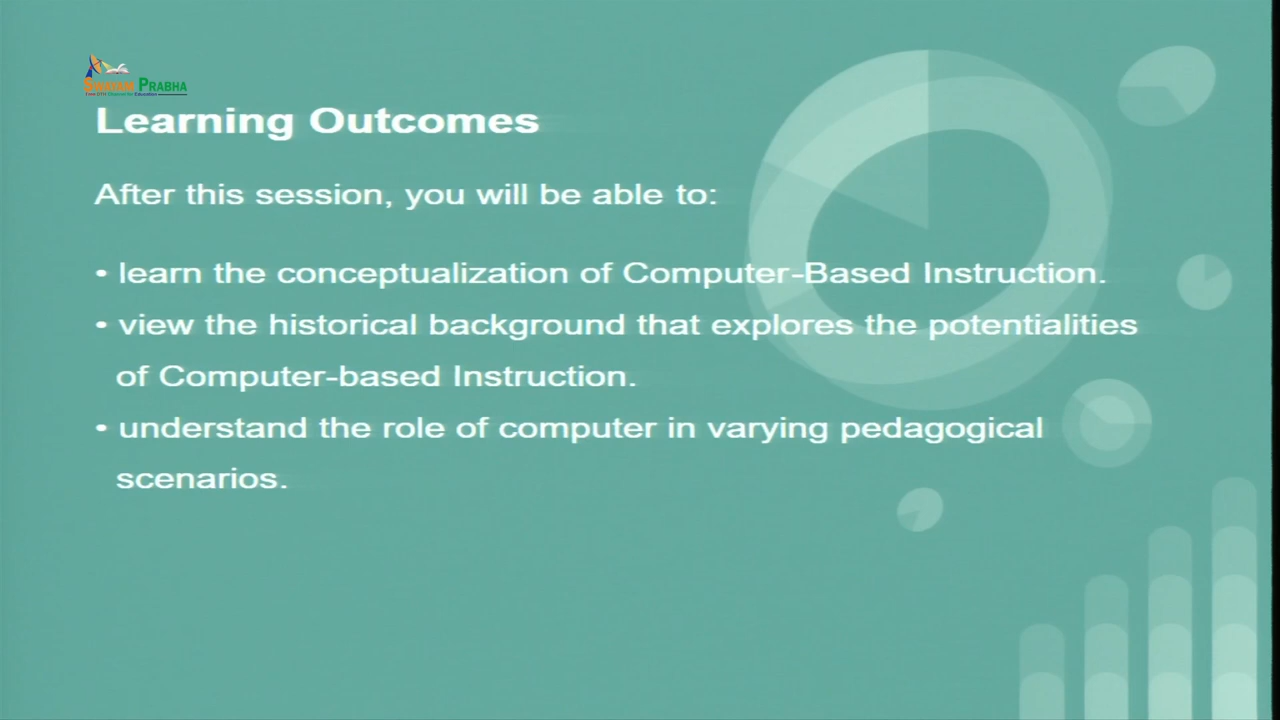 SWAYAM PRABHA
Learning Outcomes
After this session, you will be able to:
• learn the conceptualization of Computer-Based Instruction.
• view the historical background that explores the potentialities
of Computer-based Instruction.
• understand the role of computer in varying pedagogical
scenarios.